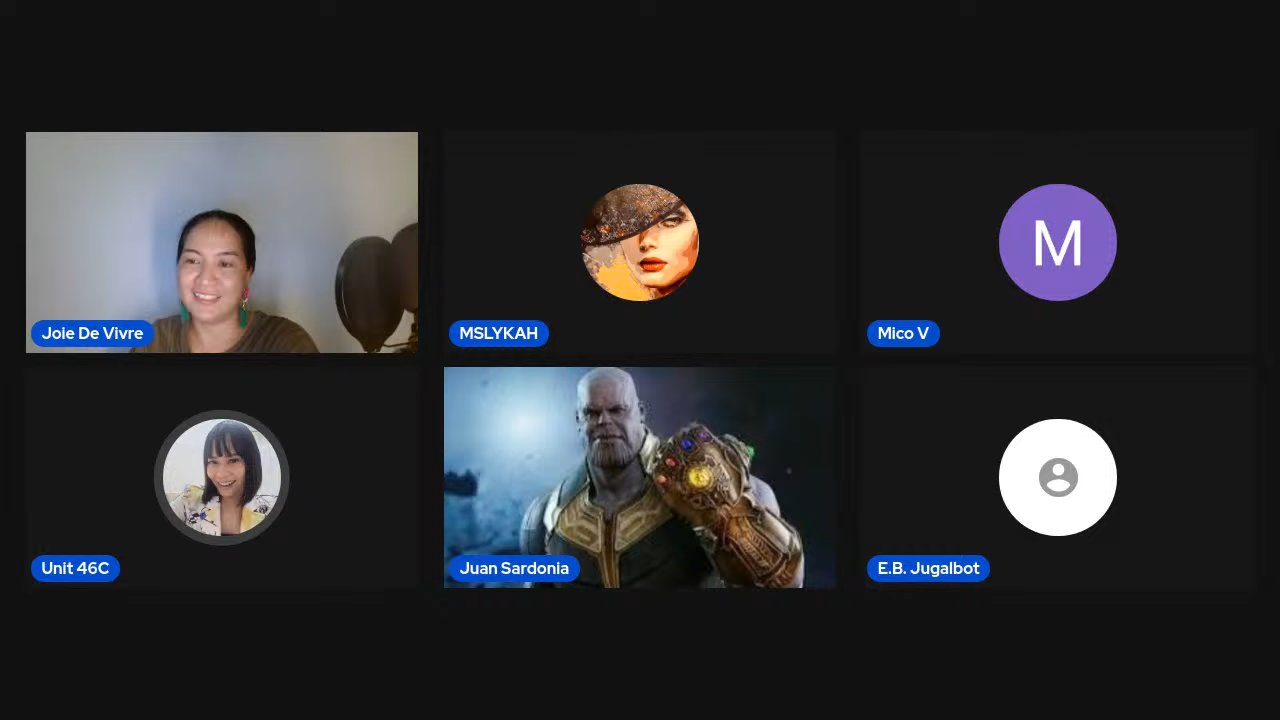 Joie De Vivre
MSLYKAH
M
Mico V
Unit 46C
Juan Sardonia
E.B. Jugalbot